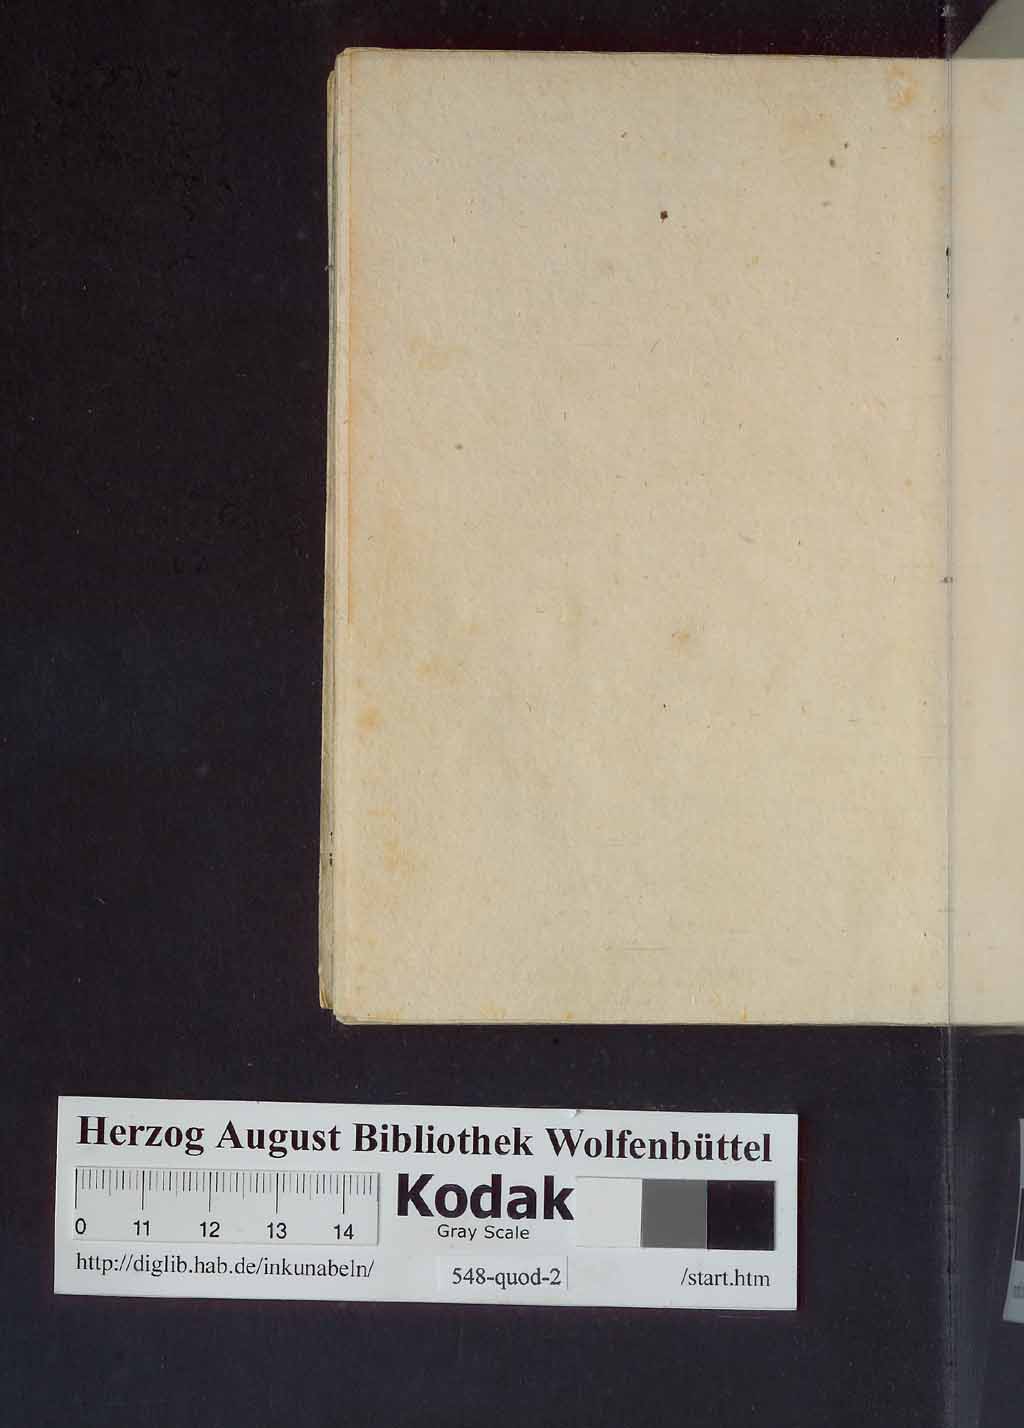 Herzog August Bibliothek Wolfenbüttel
Kodak
Gray Scale
0 11 12 13 14
http://diglib.hab.de/inkunabeln/ 548-quod-2 /start.htm